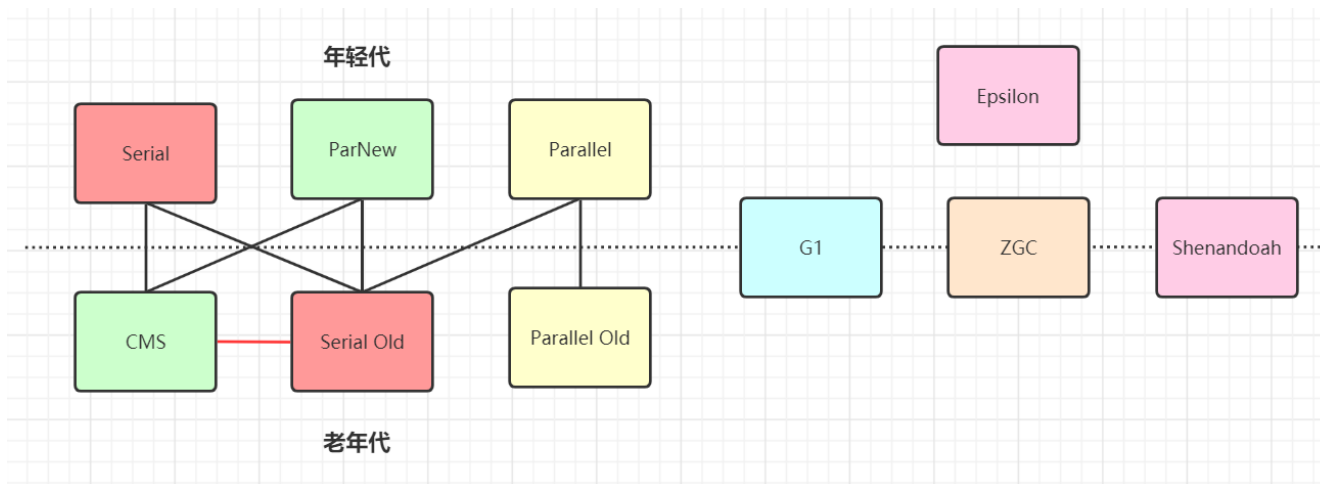 年轻代
Epsilon
Serial
ParNew
Parallel
G1
ZGC
Shenandoah
CMS
Serial Old
Parallel Old
老年代